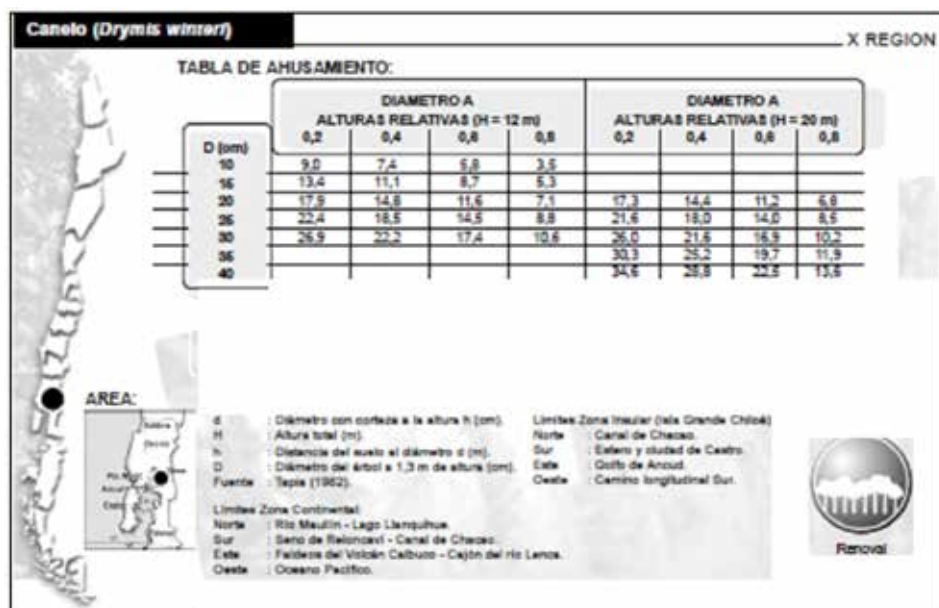 Canelo (Drymis winteri)
X REGION
TABLA DE AHUSAMIENTO:
DIAMETRO A DIAMETRO A
ALTURAS RELATIVAS (H = 12 m) ALTURAS RELATIVAS (H = 20 m)
D (cm) 0,2 0,4 0,6 0,8 0,2 0,4 0,6 0,8
10 9,0 7,4 5,8 3,5
15 13,4 11,1 8,7 5,3
20 17,9 14,8 11,6 7,1 17,3 14,4 11,2 6,8
25 22,4 18,5 14,5 8,8 21,6 18,0 14,0 8,5
30 26,9 22,2 17,4 10,6 26,0 21,6 16,9 10,2
35 30,3 25,2 19,7 11,9
40 34,6 28,8 22,5 13,6
AREA:
d : Diámetro con corteza a la altura h (cm).
H : Altura total (m).
h : Distancia del suelo al diámetro d (m).
D : Diámetro del árbol a 1,3 m de altura (cm).
Fuente : Tapia (1982).
Limites Zona Continental:
Norte : Río Maullín - Lago Llanquihue.
Sur : Seno de Reloncaví - Canal de Chacao.
Este : Faldeos del Volcán Calbuco - Cajón del río Lenca.
Oeste : Oceano Pacífico.
Limites Zona Insular (Isla Grande Chiloé)
Norte : Canal de Chacao.
Sur : Estero y ciudad de Castro.
Este : Golfo de Ancud.
Oeste : Camino longitudinal Sur.
Renoval